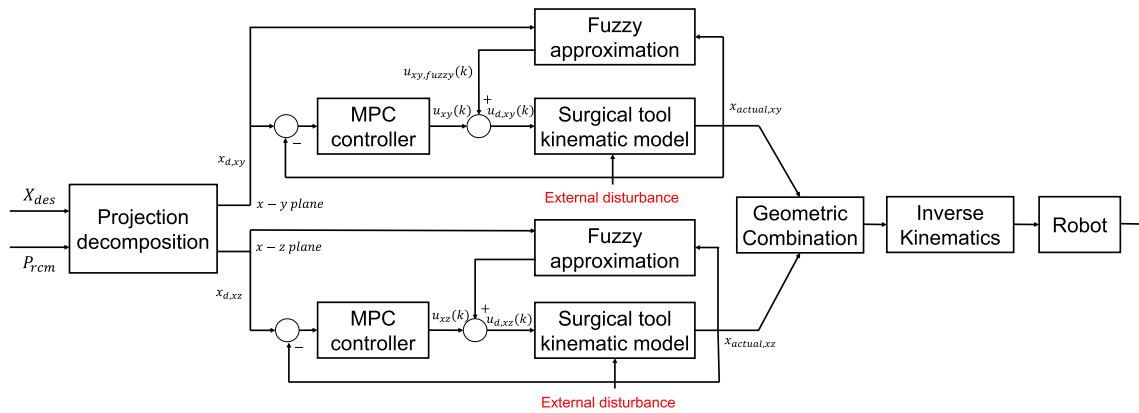 Fuzzy
approximation
u_{xy,fuzzy}(k)
MPC
controller
u_{xy}(k)
+
u_{d,xy}(k)
Surgical tool
kinematic model
x_{actual,xy}
−
x_{d,xy}
External disturbance
X_{des}
P_{rcm}
Projection
decomposition
x − y plane
x − z plane
x_{d,xz}
Fuzzy
approximation
MPC
controller
u_{xz}(k)
+
u_{d,xz}(k)
Surgical tool
kinematic model
x_{actual,xz}
−
External disturbance
Geometric
Combination
Inverse
Kinematics
Robot